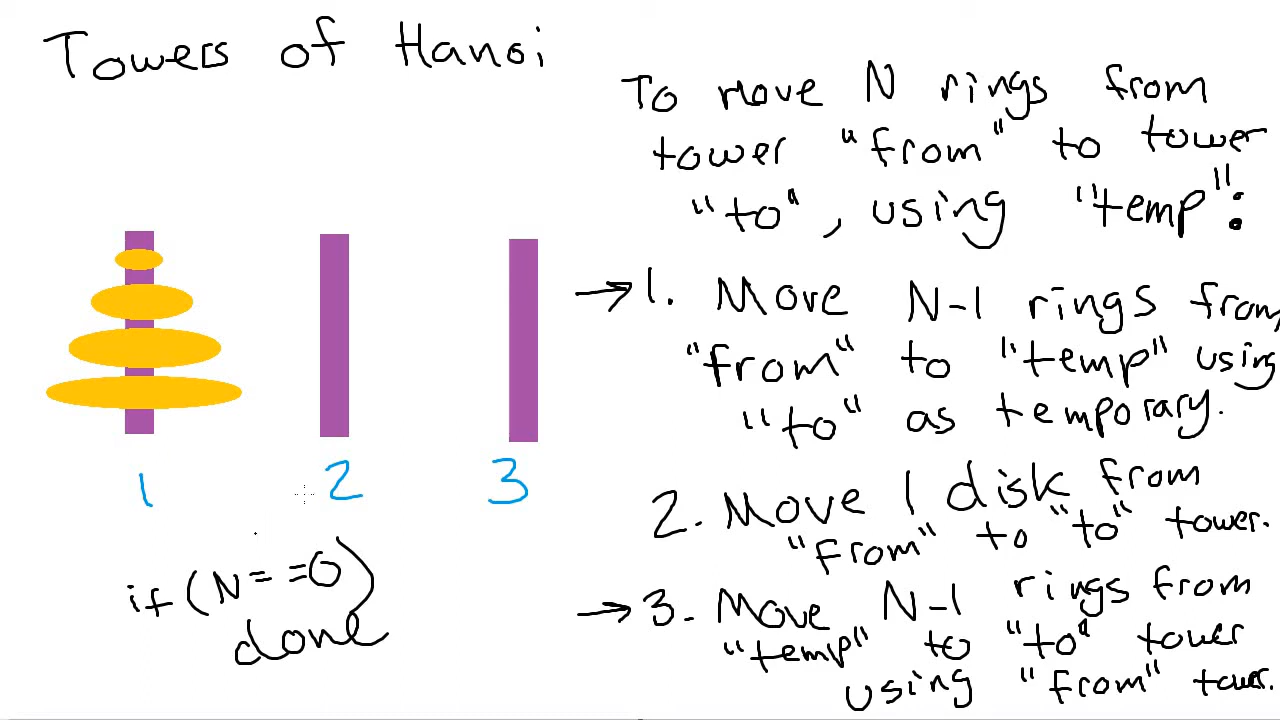 Towers of Hanoi
To move N rings from
tower "from" to tower
"to", using "temp":
→1. Move N-1 rings from
"from" to "temp" using
"to" as temporary.
2. Move 1 disk from
"from" to "to" tower.
→3. Move N-1 rings from
"temp" to "to" tower
using "from" tower.
1 2 3
if (N==0)
done